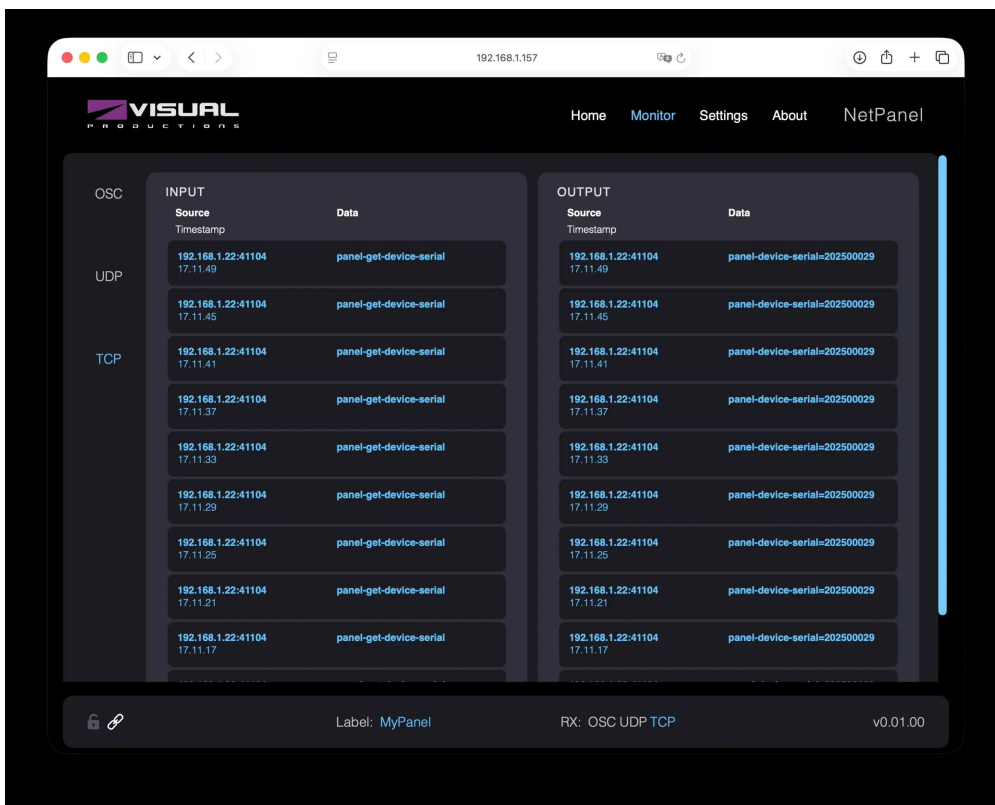 192.168.1.157
VISUAL
PRODUCTIONS
Home Monitor Settings About NetPanel
OSC
UDP
TCP
INPUT
Source Data
Timestamp
192.168.1.22:41104 panel-get-device-serial
17.11.49
192.168.1.22:41104 panel-get-device-serial
17.11.45
192.168.1.22:41104 panel-get-device-serial
17.11.41
192.168.1.22:41104 panel-get-device-serial
17.11.37
192.168.1.22:41104 panel-get-device-serial
17.11.33
192.168.1.22:41104 panel-get-device-serial
17.11.29
192.168.1.22:41104 panel-get-device-serial
17.11.25
192.168.1.22:41104 panel-get-device-serial
17.11.21
192.168.1.22:41104 panel-get-device-serial
17.11.17
OUTPUT
Source Data
Timestamp
192.168.1.22:41104 panel-device-serial=202500029
17.11.49
192.168.1.22:41104 panel-device-serial=202500029
17.11.45
192.168.1.22:41104 panel-device-serial=202500029
17.11.41
192.168.1.22:41104 panel-device-serial=202500029
17.11.37
192.168.1.22:41104 panel-device-serial=202500029
17.11.33
192.168.1.22:41104 panel-device-serial=202500029
17.11.29
192.168.1.22:41104 panel-device-serial=202500029
17.11.25
192.168.1.22:41104 panel-device-serial=202500029
17.11.21
192.168.1.22:41104 panel-device-serial=202500029
17.11.17
Label: MyPanel RX: OSC UDP TCP v0.01.00